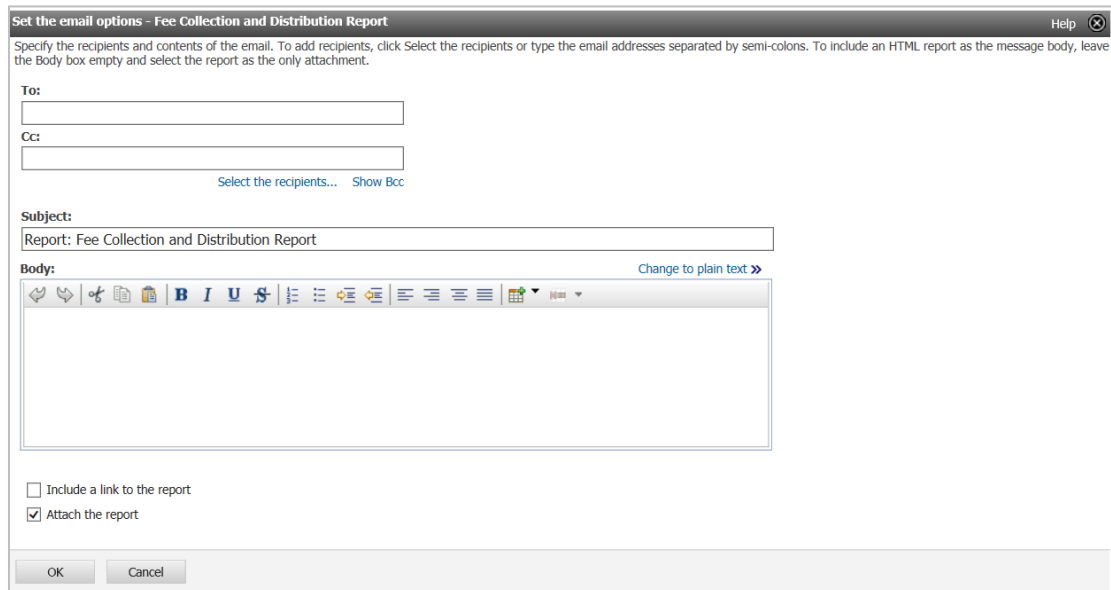 Set the email options - Fee Collection and Distribution Report
Help
Specify the recipients and contents of the email. To add recipients, click Select the recipients or type the email addresses separated by semi-colons. To include an HTML report as the message body, leave
the Body box empty and select the report as the only attachment.
To:
Cc:
Select the recipients... Show Bcc
Subject:
Report: Fee Collection and Distribution Report
Body:
Change to plain text »
B I U S
Include a link to the report
Attach the report
OK Cancel